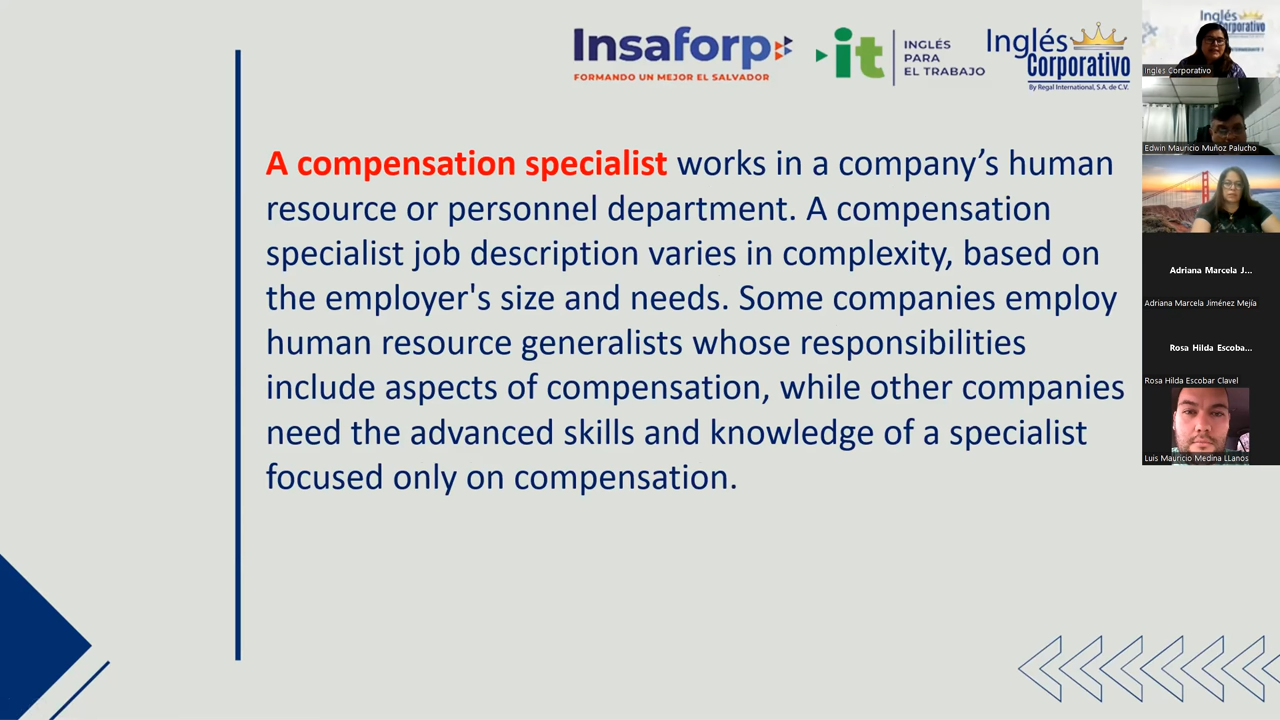 Insaforp
FORMANDO UN MEJOR EL SALVADOR
it
INGLÉS
PARA
EL TRABAJO
Inglés
Corporativo
By Regal International, S.A. de C.V.
A compensation specialist works in a company’s human
resource or personnel department. A compensation
specialist job description varies in complexity, based on
the employer's size and needs. Some companies employ
human resource generalists whose responsibilities
include aspects of compensation, while other companies
need the advanced skills and knowledge of a specialist
focused only on compensation.
Inglés
Corporativo
Ingles Corporativo
Edwin Mauricio Muñoz Palucho
Adriana Marcela J...
Adriana Marcela Jiménez Mejía
Rosa Hilda Escoba...
Rosa Hilda Escobar Clavel
Luis Mauricio Medina LLanos